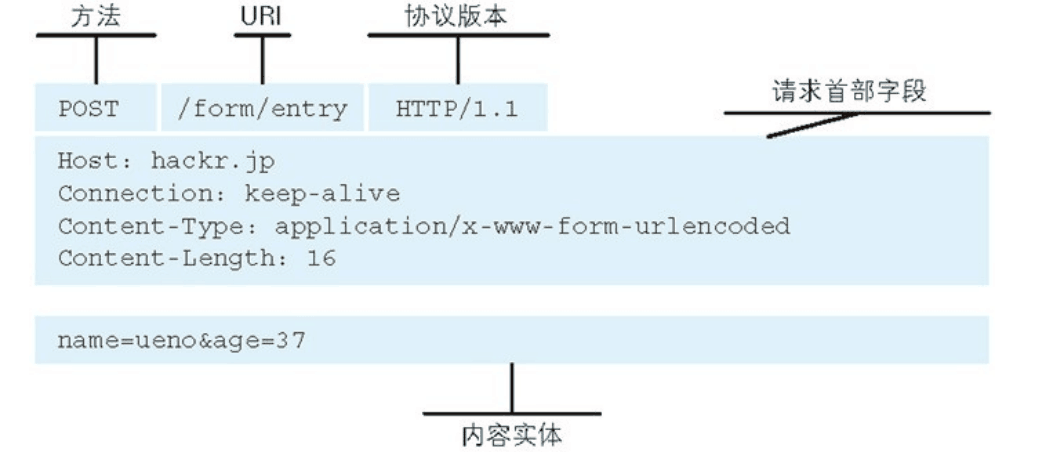 方法 URI 协议版本
POST /form/entry HTTP/1.1
请求首部字段
Host: hackr.jp
Connection: keep-alive
Content-Type: application/x-www-form-urlencoded
Content-Length: 16
name=ueno&age=37
内容实体